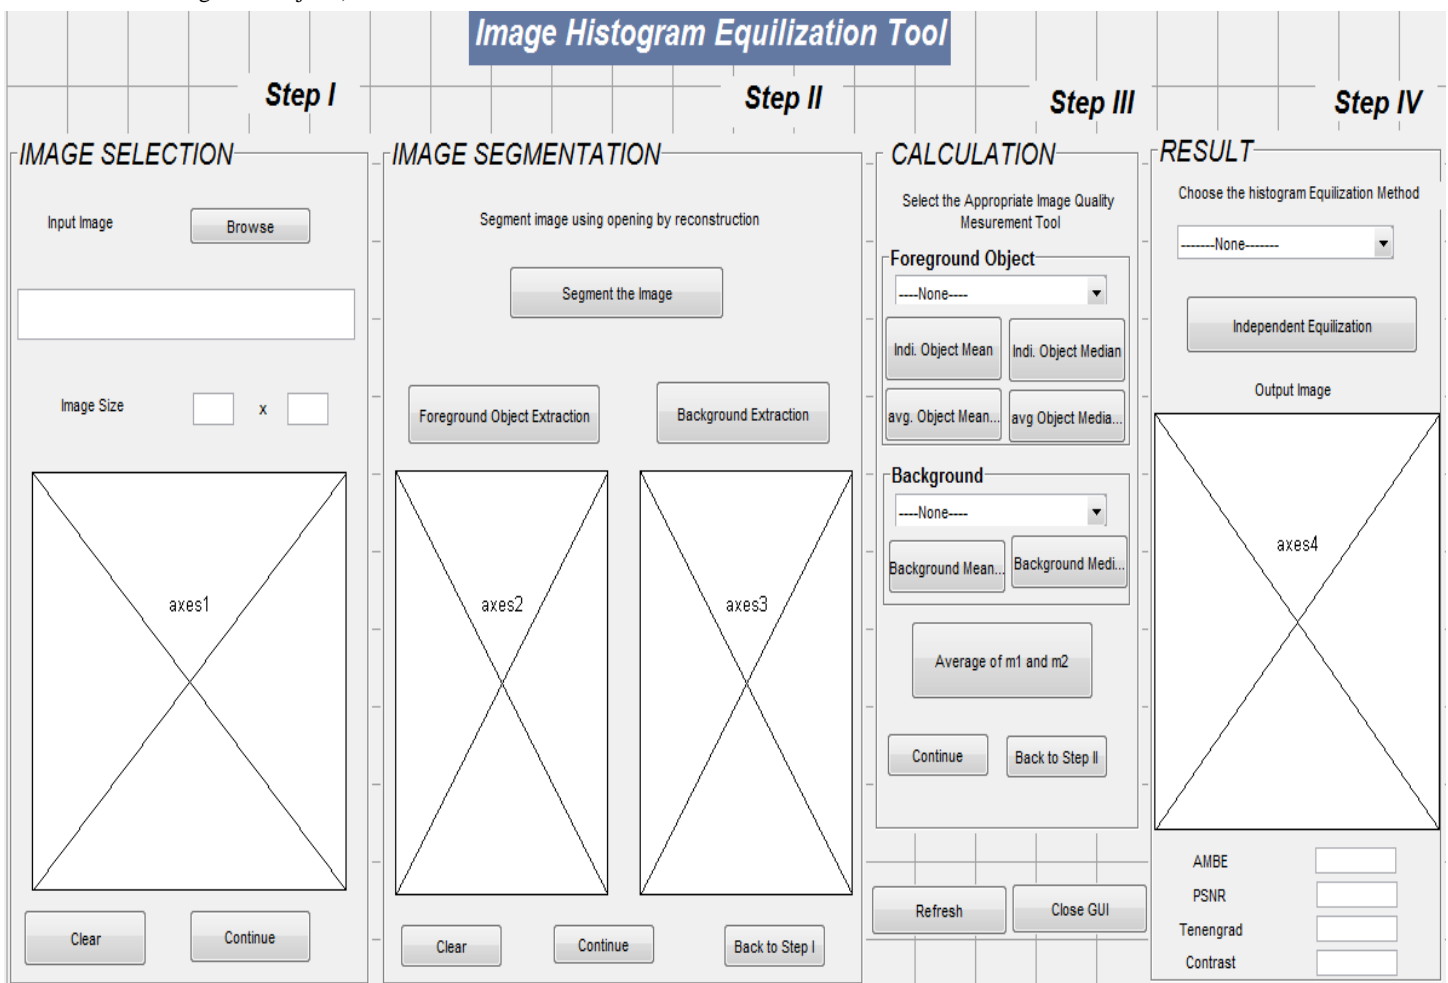 Image Histogram Equilization Tool
Step I
Step II
Step III
Step IV
IMAGE SELECTION
Input Image
Browse
Image Size
x
axes1
Clear
Continue
IMAGE SEGMENTATION
Segment image using opening by reconstruction
Segment the Image
Foreground Object Extraction
Background Extraction
axes2
axes3
Clear
Continue
Back to Step I
CALCULATION
Select the Appropriate Image Quality
Mesurement Tool
Foreground Object
----None----
Indi. Object Mean
Indi. Object Median
avg. Object Mean...
avg Object Media...
Background
----None----
Background Mean...
Background Medi...
Average of m1 and m2
Continue
Back to Step II
Refresh
Close GUI
RESULT
Choose the histogram Equilization Method
-------None-------
Independent Equilization
Output Image
axes4
AMBE
PSNR
Tenengrad
Contrast